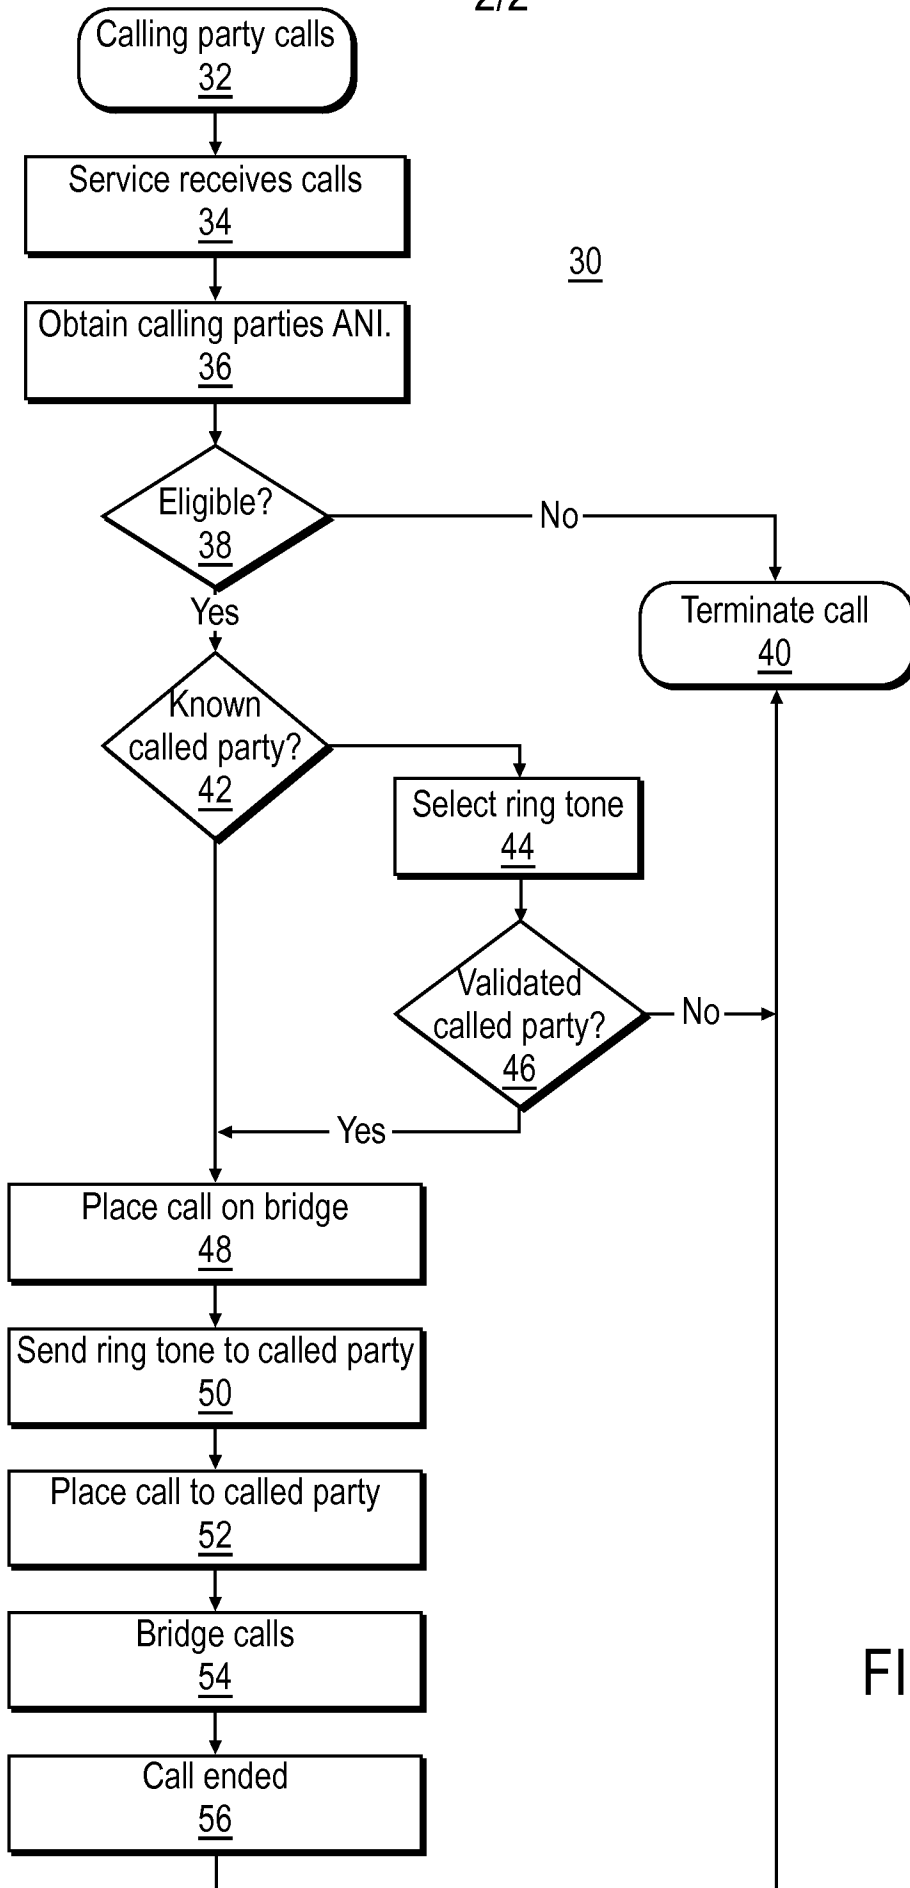 2/2
Calling party calls
32
Service receives calls
34
30
Obtain calling parties ANI.
36
Eligible?
38
No
Yes
Terminate call
40
Known
called party?
42
Select ring tone
44
Validated
called party?
46
No
Yes
Place call on bridge
48
Send ring tone to called party
50
Place call to called party
52
Bridge calls
54
FI
Call ended
56